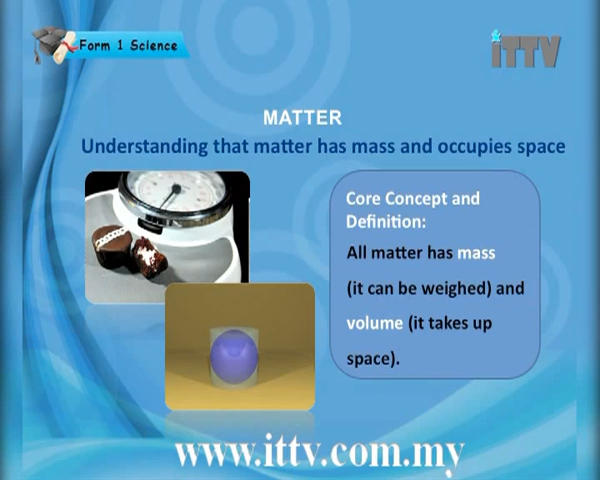 Form 1 Science
iTTV
MATTER
Understanding that matter has mass and occupies space
Core Concept and
Definition:
All matter has mass
(it can be weighed) and
volume (it takes up
space).
www.ittv.com.my